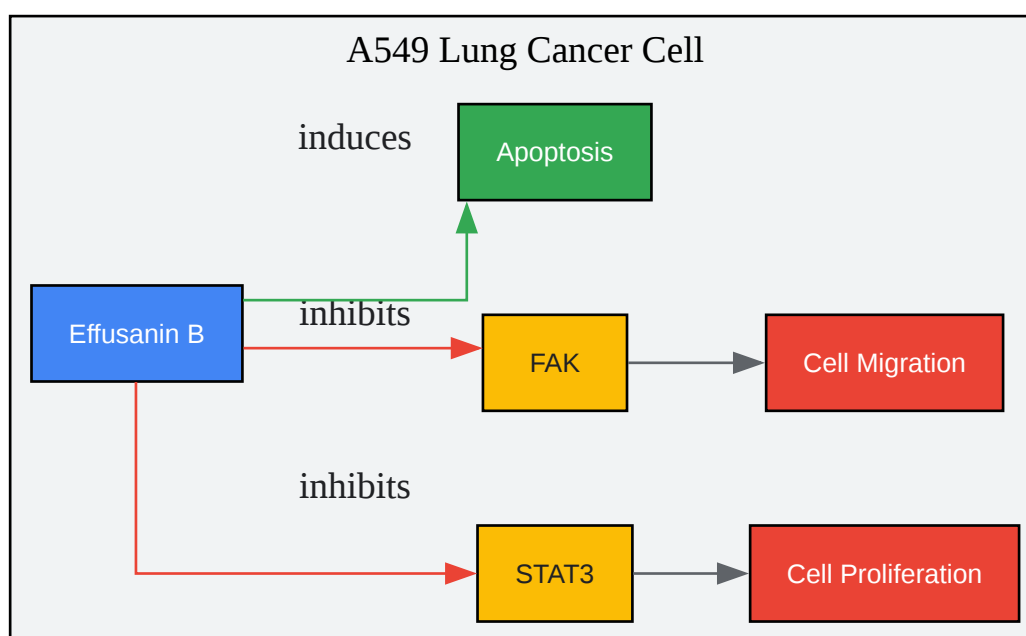 A549 Lung Cancer Cell
induces
Apoptosis
Effusanin B
inhibits
FAK
Cell Migration
inhibits
STAT3
Cell Proliferation